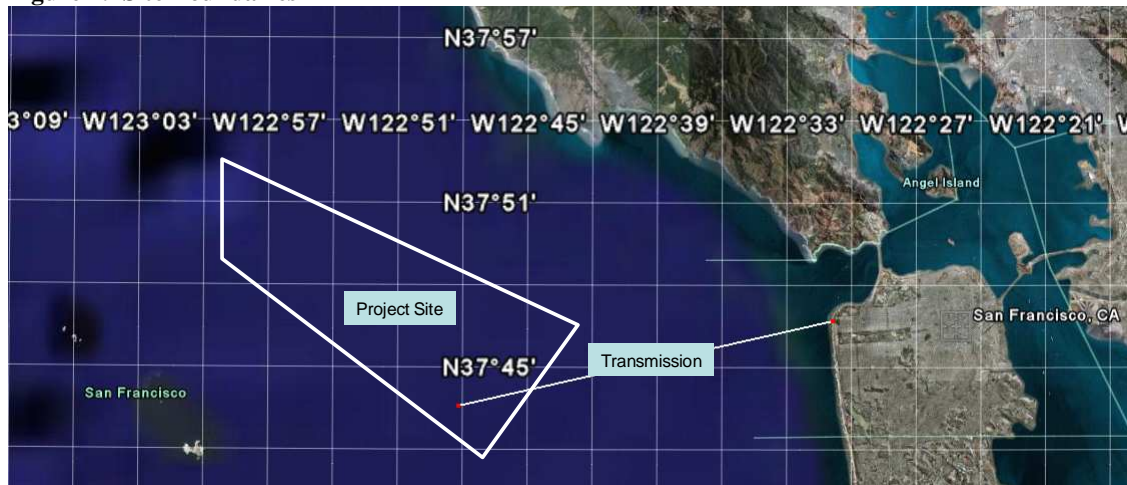 N37°57'
3°09' W123°03' W122°57' W122°51' W122°45' W122°39' W122°33' W122°27' W122°21' W
Angel Island
N37°51'
Project Site
San Francisco, CA
Transmission
N37°45'
San Francisco